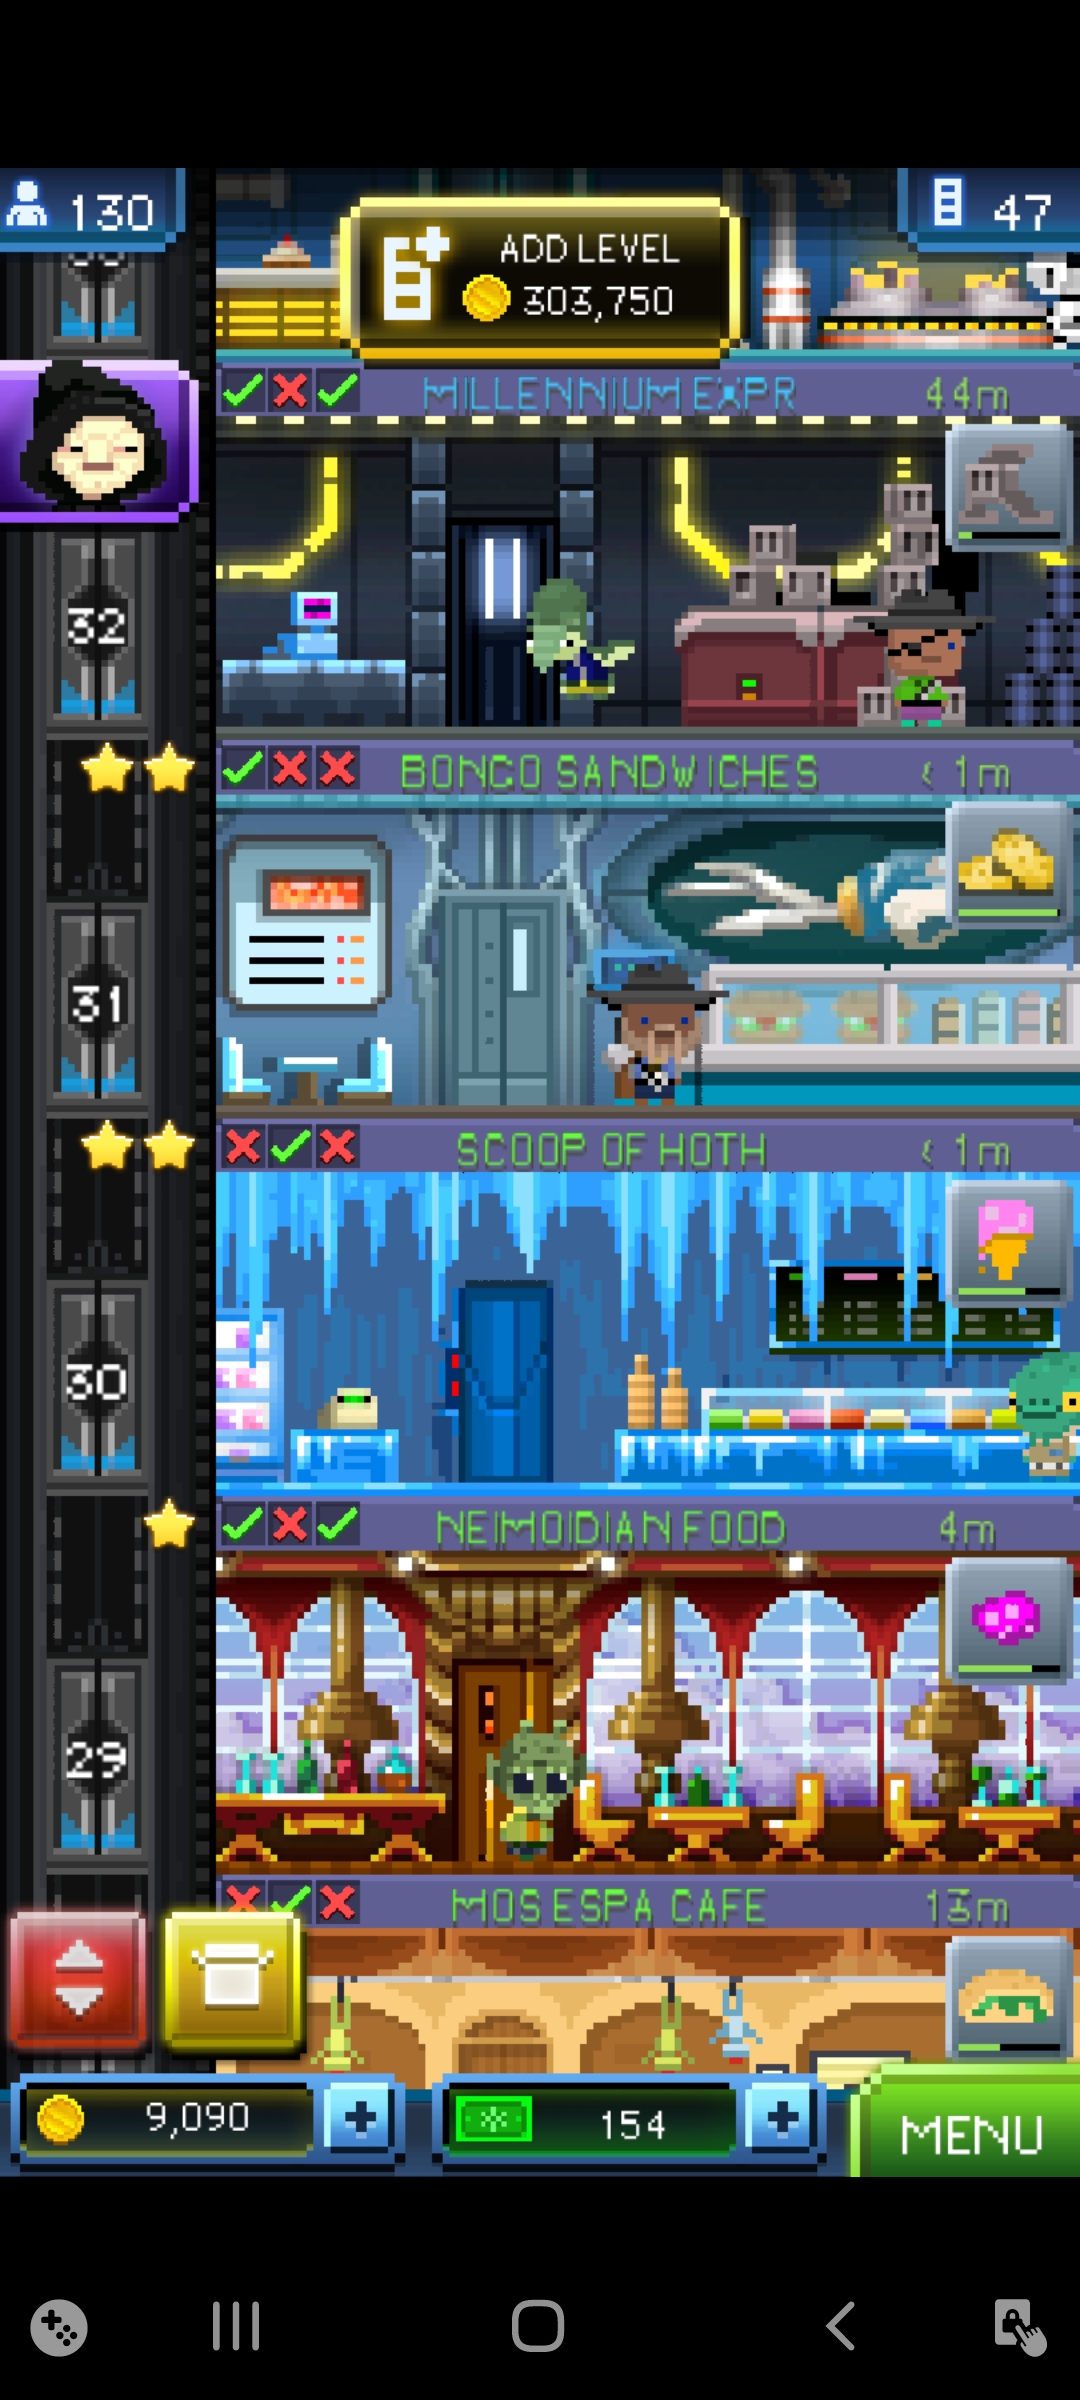 130
ADD LEVEL
303,750
47
MILLENNIUM EXPR 44m
32
BONGO SANDWICHES < 1m
31
SCOOP OF HOTH < 1m
30
NEIMOIDIAN FOOD 4m
29
MOS ESPA CAFE 13m
9,090
154
MENU